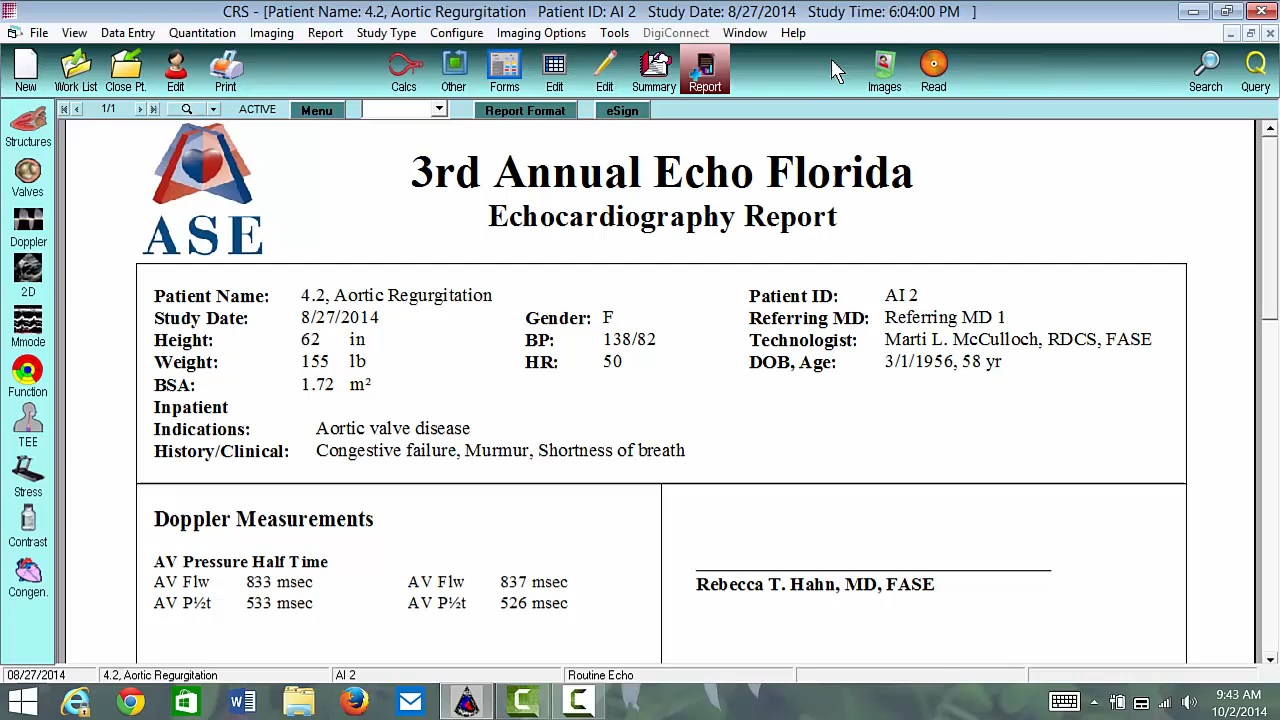 CRS - [Patient Name: 4.2, Aortic Regurgitation Patient ID: AI 2 Study Date: 8/27/2014 Study Time: 6:04:00 PM ]
File View Data Entry Quantitation Imaging Report Study Type Configure Imaging Options Tools DigiConnect Window Help
New Work List Close Pt. Edit Print Calcs Other Forms Edit Edit Summary Report Images Read Search Query
1/1 ACTIVE Menu Report Format eSign
Structures
Valves
Doppler
2D
Mmode
Function
TEE
Stress
Contrast
Congen.
ASE
3rd Annual Echo Florida
Echocardiography Report
Patient Name: 4.2, Aortic Regurgitation Patient ID: AI 2
Study Date: 8/27/2014 Gender: F Referring MD: Referring MD 1
Height: 62 in BP: 138/82 Technologist: Marti L. McCulloch, RDCS, FASE
Weight: 155 lb HR: 50 DOB, Age: 3/1/1956, 58 yr
BSA: 1.72 m²
Inpatient
Indications: Aortic valve disease
History/Clinical: Congestive failure, Murmur, Shortness of breath
Doppler Measurements
AV Pressure Half Time
AV Flw 833 msec AV Flw 837 msec
AV P½t 533 msec AV P½t 526 msec
Rebecca T. Hahn, MD, FASE
08/27/2014 4.2, Aortic Regurgitation AI 2 Routine Echo
9:43 AM
10/2/2014